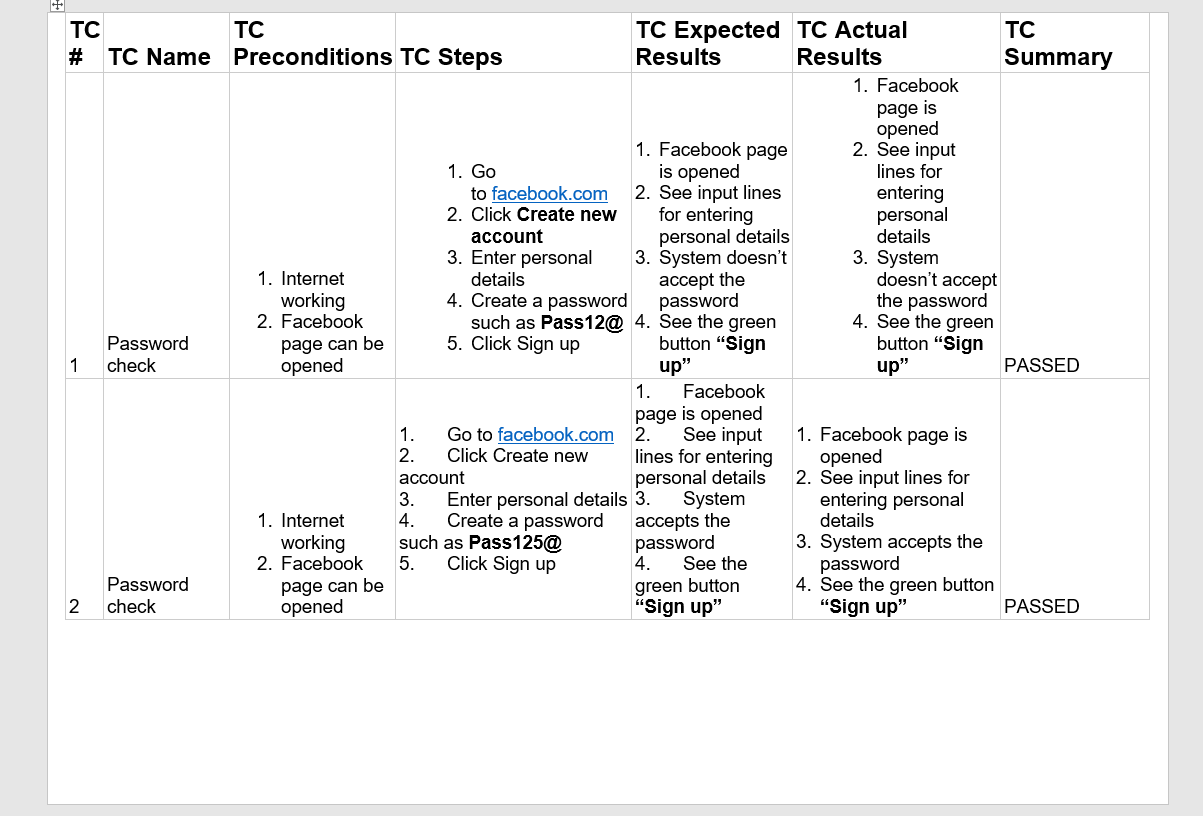 TC #
TC Name
TC Preconditions
TC Steps
TC Expected Results
TC Actual Results
TC Summary
1
Password
check
1. Internet
working
2. Facebook
page can be
opened
1. Go
to facebook.com
2. Click Create new
account
3. Enter personal
details
4. Create a password
such as Pass12@
5. Click Sign up
1. Facebook page
is opened
2. See input lines
for entering
personal details
3. System doesn’t
accept the
password
4. See the green
button “Sign
up”
1. Facebook
page is
opened
2. See input
lines for
entering
personal
details
3. System
doesn’t accept
the password
4. See the green
button “Sign
up”
PASSED
2
Password
check
1. Internet
working
2. Facebook
page can be
opened
1. Go to facebook.com
2. Click Create new
account
3. Enter personal details
4. Create a password
such as Pass125@
5. Click Sign up
1. Facebook
page is opened
2. See input
lines for entering
personal details
3. System
accepts the
password
4. See the
green button
“Sign up”
1. Facebook page is
opened
2. See input lines for
entering personal
details
3. System accepts the
password
4. See the green button
“Sign up”
PASSED